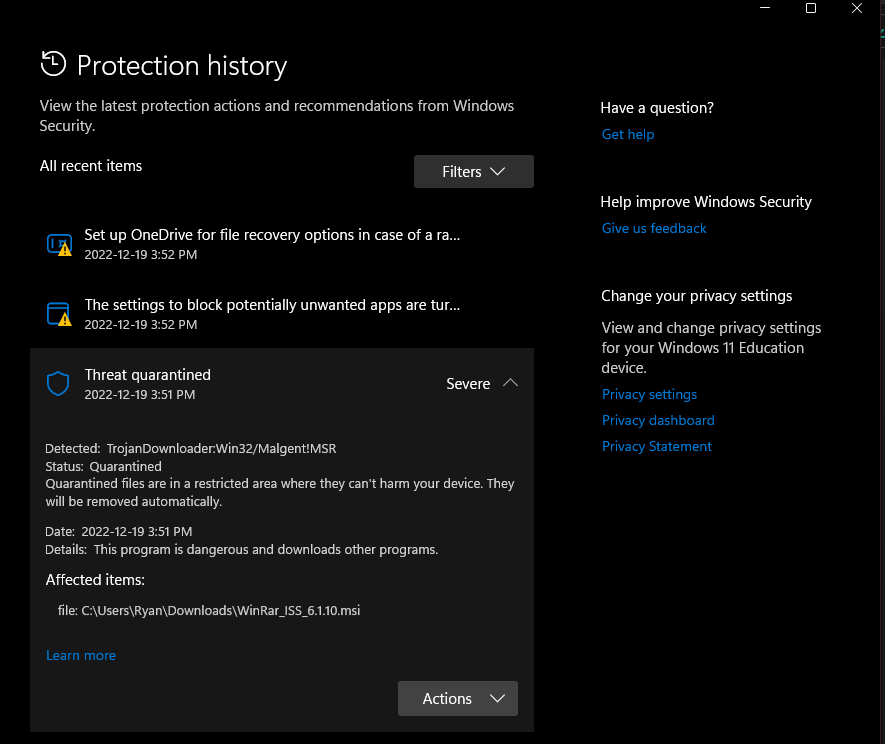 Protection history
View the latest protection actions and recommendations from Windows
Security.
All recent items
Filters
Set up OneDrive for file recovery options in case of a ra...
2022-12-19 3:52 PM
The settings to block potentially unwanted apps are tur...
2022-12-19 3:52 PM
Threat quarantined
2022-12-19 3:51 PM
Severe
Detected: TrojanDownloader:Win32/Malgent!MSR
Status: Quarantined
Quarantined files are in a restricted area where they can't harm your device. They
will be removed automatically.
Date: 2022-12-19 3:51 PM
Details: This program is dangerous and downloads other programs.
Affected items:
file: C:\Users\Ryan\Downloads\WinRar_ISS_6.1.10.msi
Learn more
Actions
Have a question?
Get help
Help improve Windows Security
Give us feedback
Change your privacy settings
View and change privacy settings
for your Windows 11 Education
device.
Privacy settings
Privacy dashboard
Privacy Statement